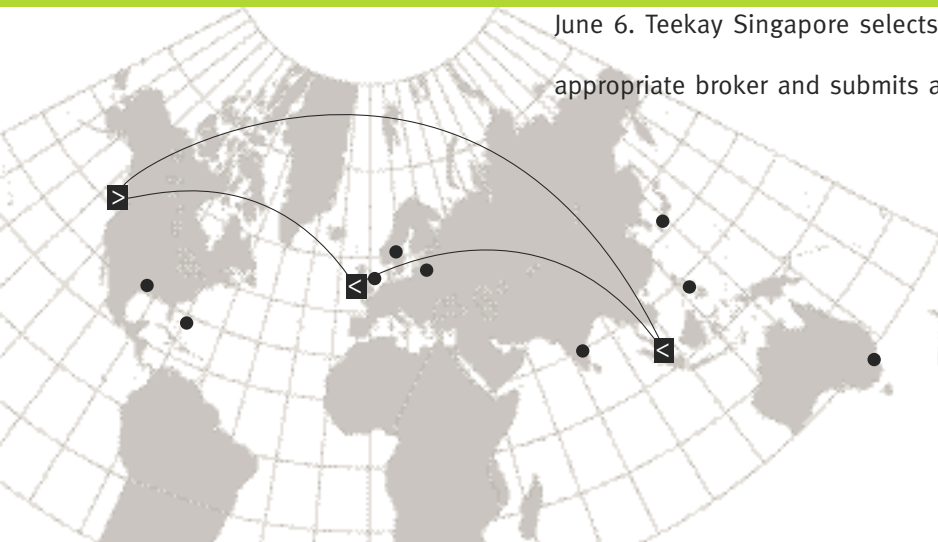 June 6. Teekay Singapore selects
appropriate broker and submits a
>
<
<